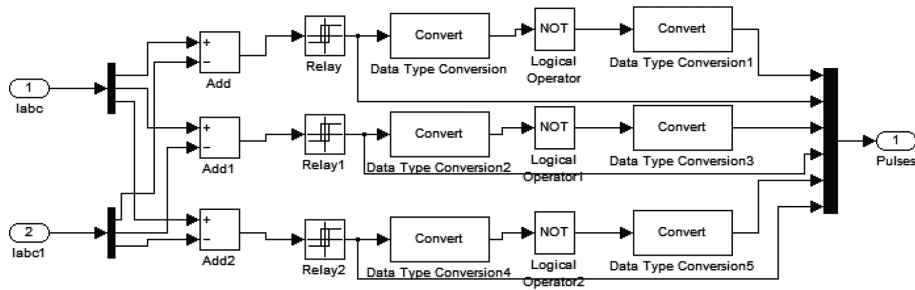 +
−
Add
Relay
Convert
Data Type Conversion
NOT
Logical
Operator
Convert
Data Type Conversion1
1
Iabc
+
−
Add1
Relay1
Convert
Data Type Conversion2
NOT
Logical
Operator1
Convert
Data Type Conversion3
1
Pulses
2
Iabc1
+
−
Add2
Relay2
Convert
Data Type Conversion4
NOT
Logical
Operator2
Convert
Data Type Conversion5